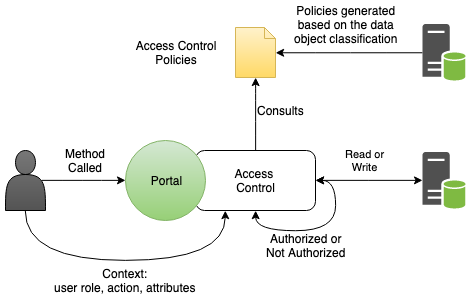 Policies generated
based on the data
object classification
Access Control
Policies
Consults
Method
Called
Portal
Access
Control
Read or
Write
Authorized or
Not Authorized
Context:
user role, action, attributes